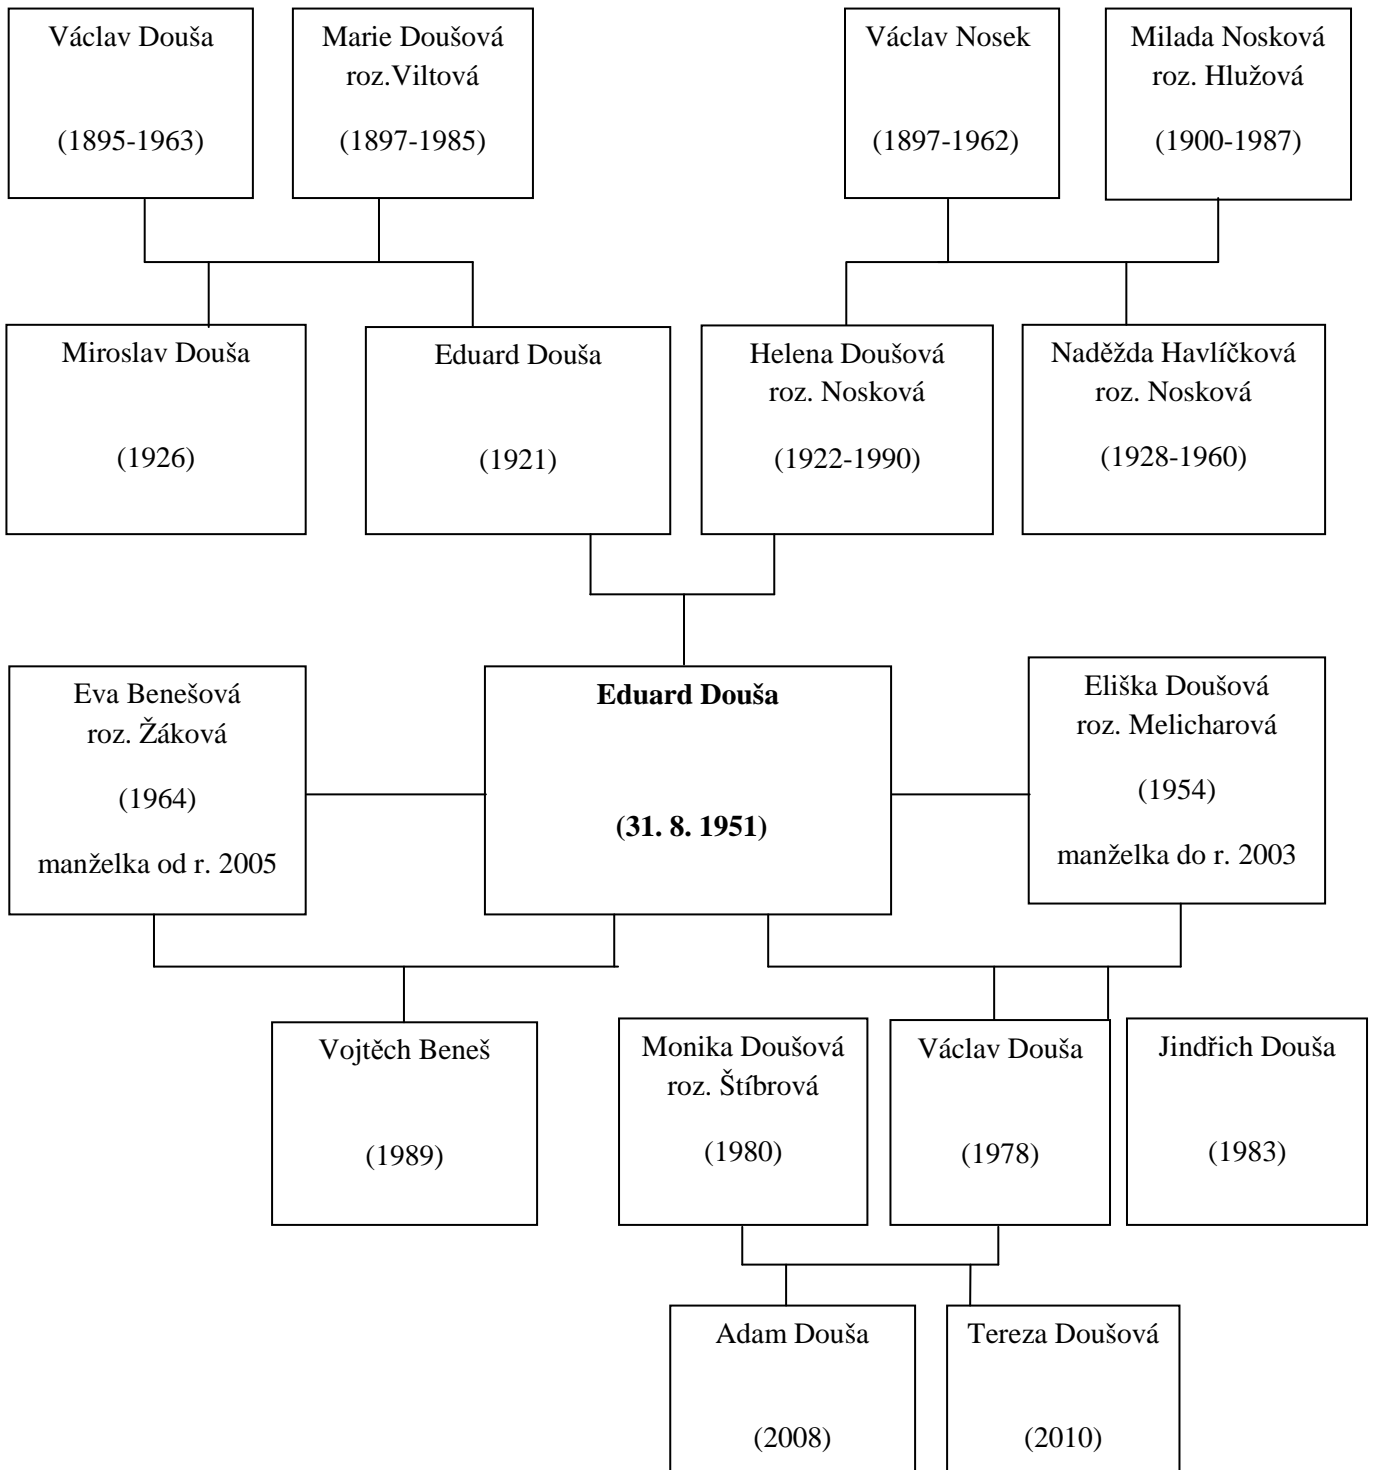 Václav Douša
(1895-1963)
Marie Doušová
roz.Viltová
(1897-1985)
Václav Nosek
(1897-1962)
Milada Nosková
roz. Hlužová
(1900-1987)
Miroslav Douša
(1926)
Eduard Douša
(1921)
Helena Doušová
roz. Nosková
(1922-1990)
Naděžda Havlíčková
roz. Nosková
(1928-1960)
Eva Benešová
roz. Žáková
(1964)
manželka od r. 2005
Eduard Douša
(31. 8. 1951)
Eliška Doušová
roz. Melicharová
(1954)
manželka do r. 2003
Vojtěch Beneš
(1989)
Monika Doušová
roz. Štíbrová
(1980)
Václav Douša
(1978)
Jindřich Douša
(1983)
Adam Douša
(2008)
Tereza Doušová
(2010)